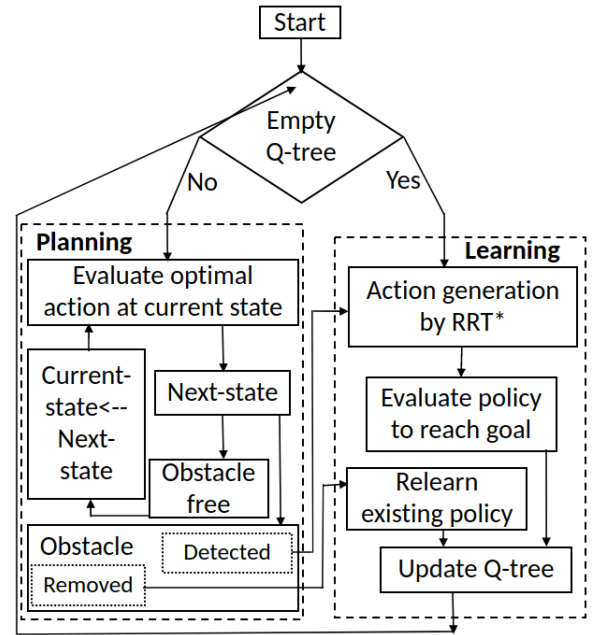 Start
Empty
Q-tree
No
Yes
Planning
Evaluate optimal
action at current state
Current-
state<--
Next-
state
Next-state
Obstacle
free
Obstacle
Detected
Removed
Learning
Action generation
by RRT*
Evaluate policy
to reach goal
Relearn
existing policy
Update Q-tree